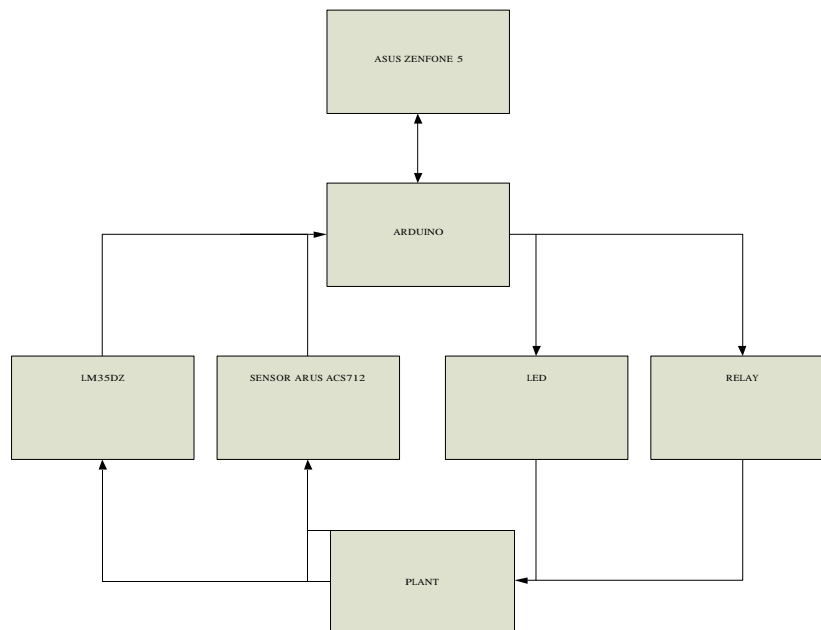 ASUS ZENFONE 5
ARDUINO
LM35DZ
SENSOR ARUS ACS712
LED
RELAY
PLANT